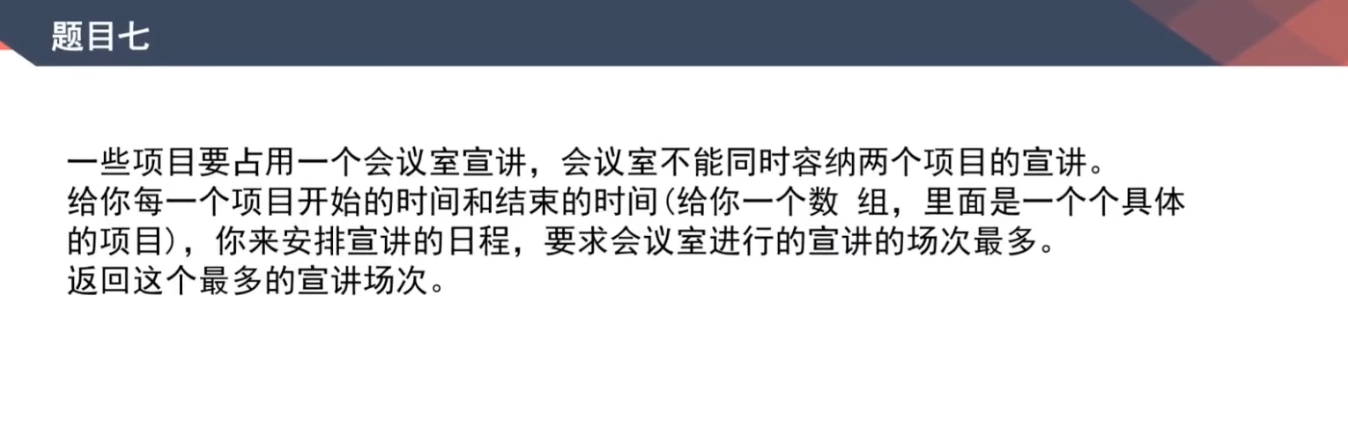 题目七
一些项目要占用一个会议室宣讲，会议室不能同时容纳两个项目的宣讲。
给你每一个项目开始的时间和结束的时间(给你一个数 组，里面是一个个具体
的项目)，你来安排宣讲的日程，要求会议室进行的宣讲的场次最多。
返回这个最多的宣讲场次。